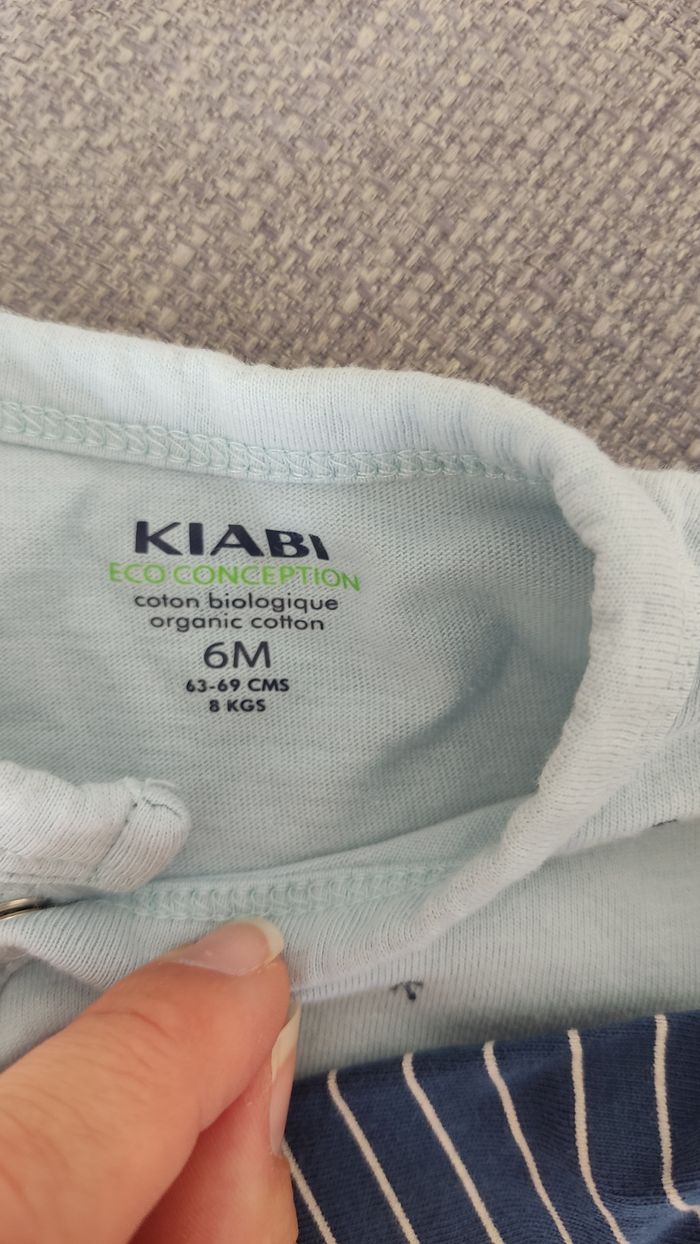 KIABI
ECO CONCEPTION
coton biologique
organic cotton
6M
63-69 CMS
8 KGS